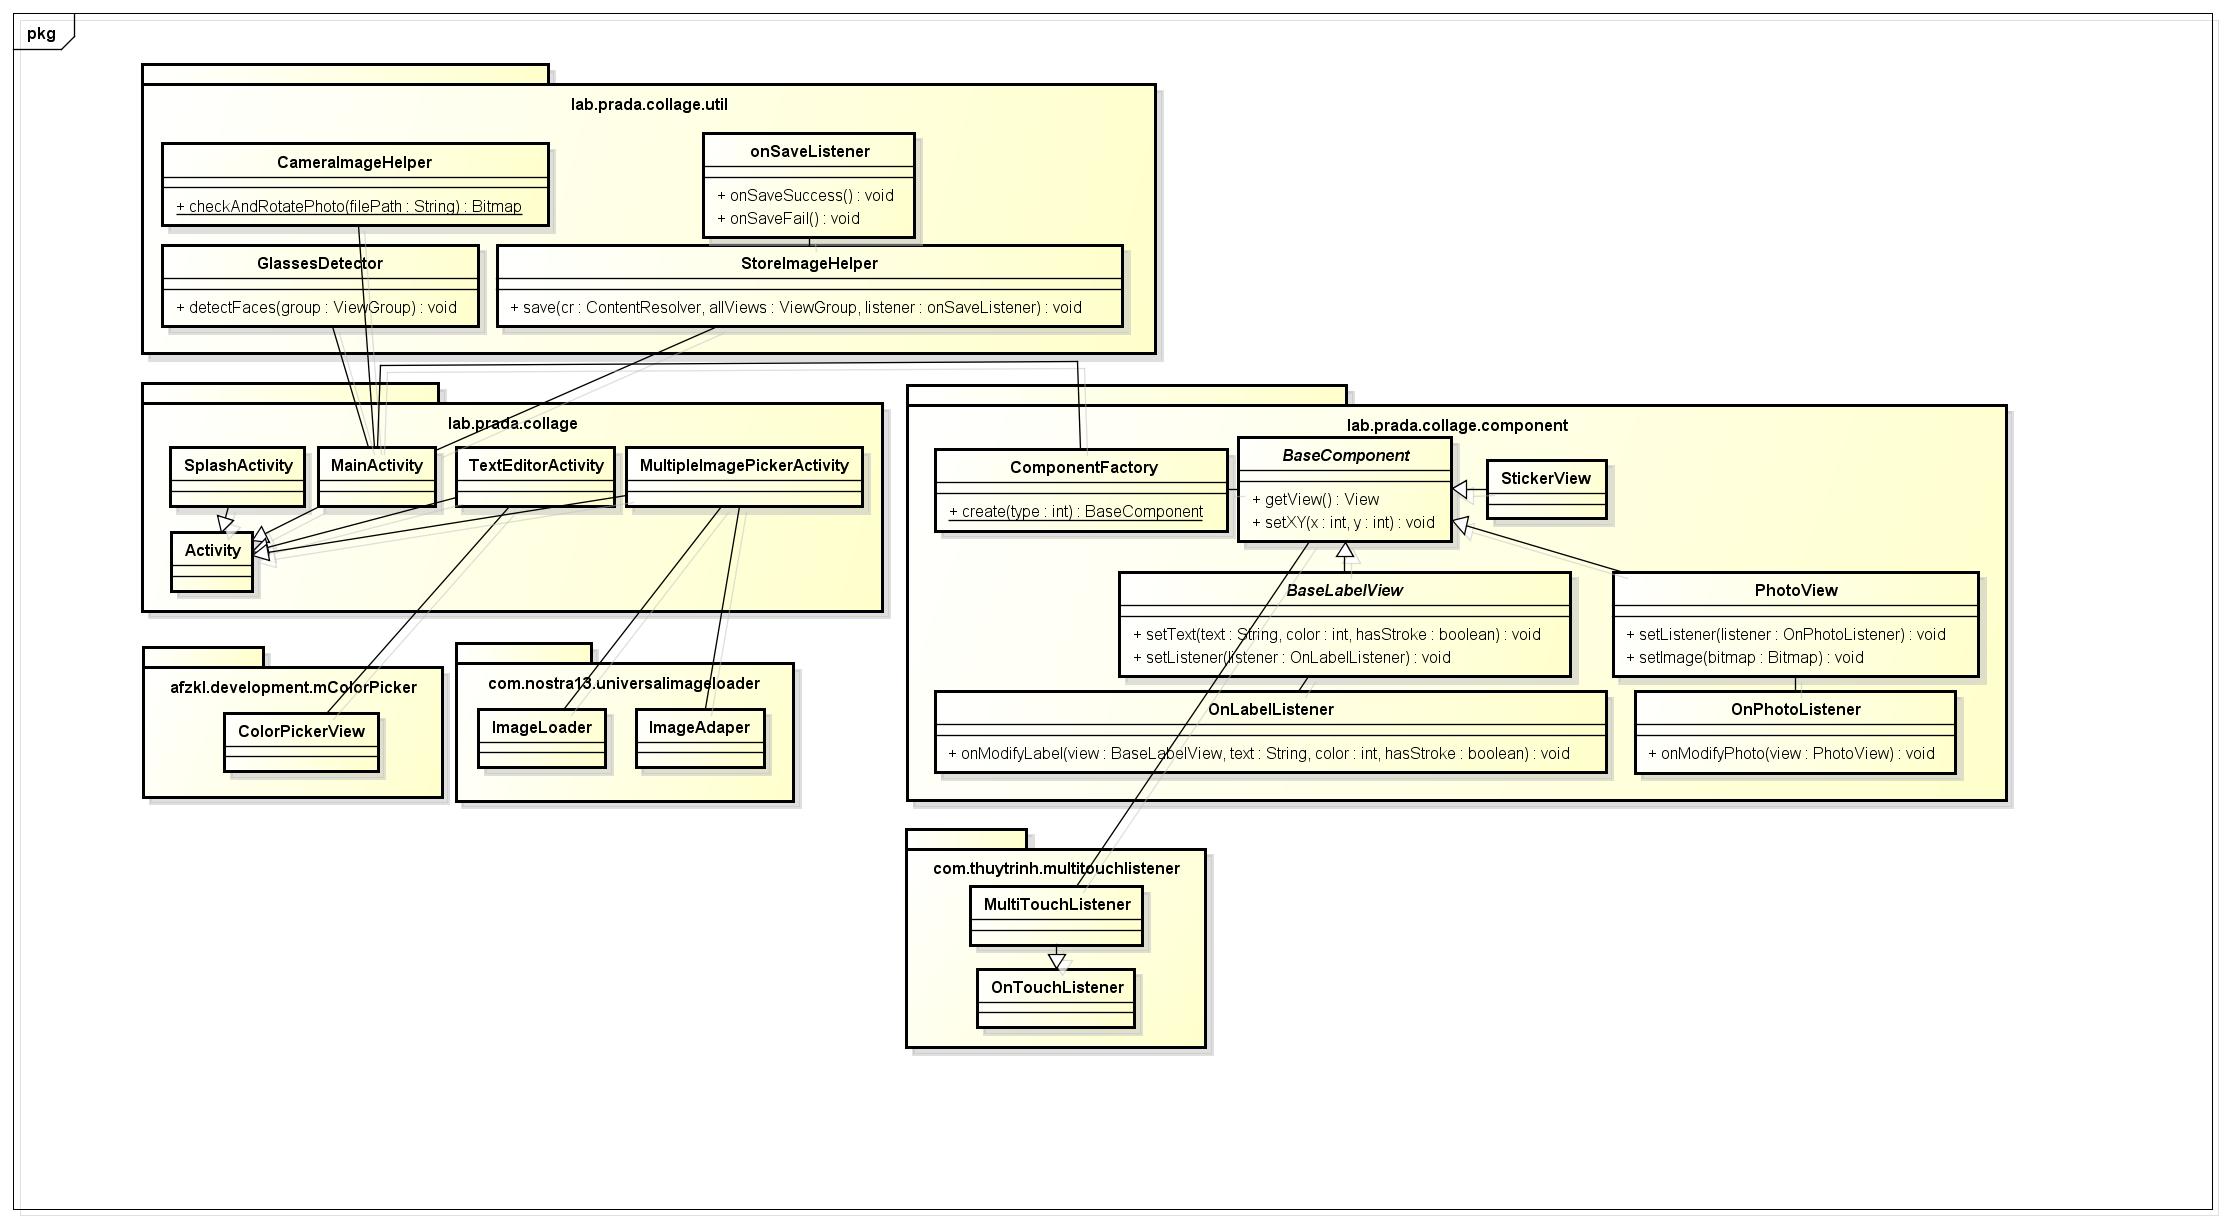 pkg
lab.prada.collage.util
CameraImageHelper
+ checkAndRotatePhoto(filePath : String) : Bitmap
onSaveListener
+ onSaveSuccess() : void
+ onSaveFail() : void
GlassesDetector
+ detectFaces(group : ViewGroup) : void
StoreImageHelper
+ save(cr : ContentResolver, allViews : ViewGroup, listener : onSaveListener) : void
lab.prada.collage
SplashActivity
MainActivity
TextEditorActivity
MultipleImagePickerActivity
Activity
lab.prada.collage.component
ComponentFactory
+ create(type : int) : BaseComponent
BaseComponent
+ getView() : View
+ setXY(x : int, y : int) : void
StickerView
BaseLabelView
+ setText(text : String, color : int, hasStroke : boolean) : void
+ setListener(listener : OnLabelListener) : void
PhotoView
+ setListener(listener : OnPhotoListener) : void
+ setImage(bitmap : Bitmap) : void
OnLabelListener
+ onModifyLabel(view : BaseLabelView, text : String, color : int, hasStroke : boolean) : void
OnPhotoListener
+ onModifyPhoto(view : PhotoView) : void
afzkl.development.mColorPicker
ColorPickerView
com.nostra13.universalimageloader
ImageLoader
ImageAdaper
com.thuytrinh.multitouchlistener
MultiTouchListener
OnTouchListener